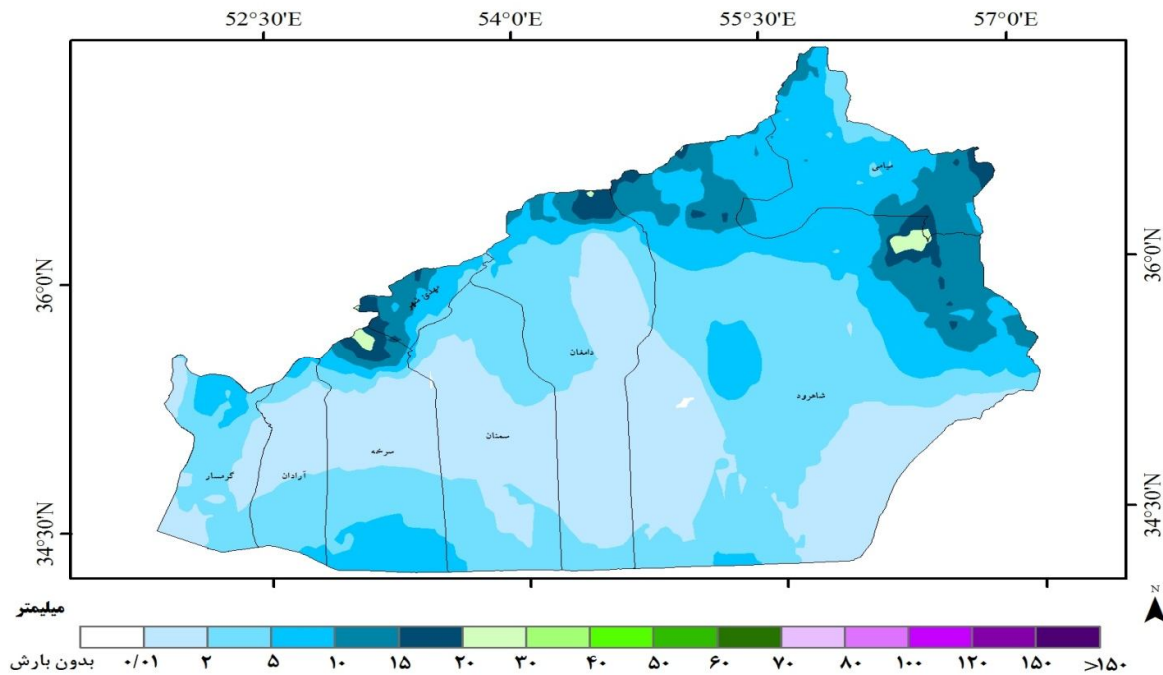 52°30'E 54°0'E 55°30'E 57°0'E
میامی
36°0'N 36°0'N
مهدی شهر
دامغان
شاهرود
سمنان
سرخه
آرادان
گرمسار
34°30'N 34°30'N
میلیمتر
N
بدون بارش ۰/۰۱ ۲ ۵ ۱۰ ۱۵ ۲۰ ۳۰ ۴۰ ۵۰ ۶۰ ۷۰ ۸۰ ۱۰۰ ۱۲۰ ۱۵۰ >۱۵۰